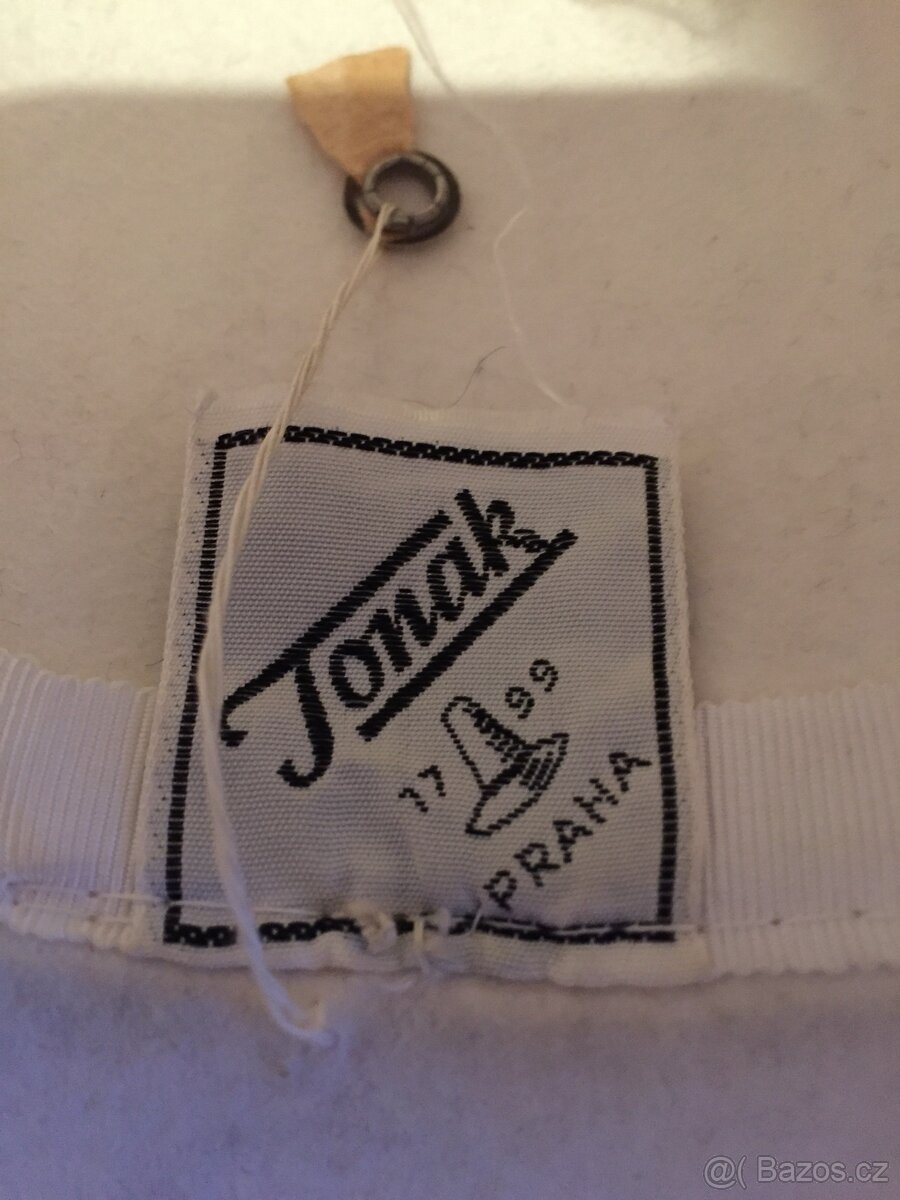 Tonak
17 99
PRAHA
@( Bazos.cz